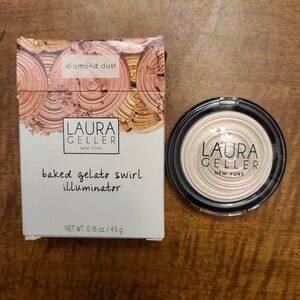 diamond dust
LAURA
GELLER
NEW YORK
baked gelato swirl
illuminator
NET WT. 0.16 oz / 4.5 g
LAURA
GELLER
NEW YORK